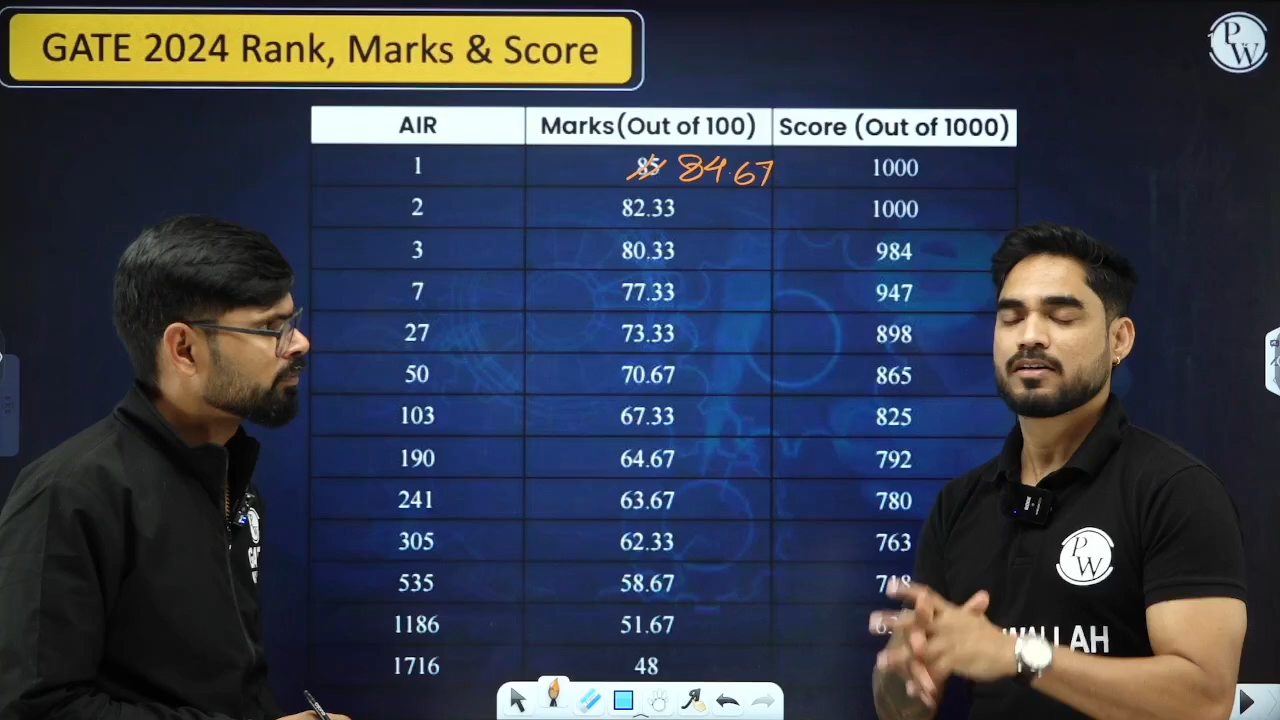 GATE 2024 Rank, Marks & Score
PW
AIR Marks(Out of 100) Score (Out of 1000)
1 85 84.67 1000
2 82.33 1000
3 80.33 984
7 77.33 947
27 73.33 898
50 70.67 865
103 67.33 825
190 64.67 792
241 63.67 780
305 62.33 763
535 58.67 718
1186 51.67
1716 48
PW
WALLAH